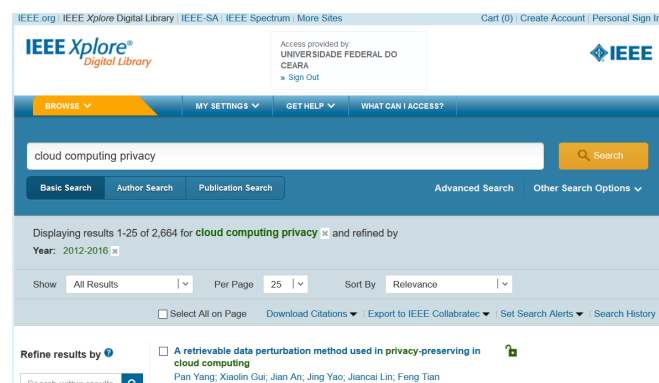 IEEE.org | IEEE Xplore Digital Library | IEEE-SA | IEEE Spectrum | More Sites Cart (0) | Create Account | Personal Sign In
IEEE Xplore®
Digital Library
Access provided by:
UNIVERSIDADE FEDERAL DO
CEARA
» Sign Out
IEEE
BROWSE MY SETTINGS GET HELP WHAT CAN I ACCESS?
cloud computing privacy Search
Basic Search Author Search Publication Search Advanced Search Other Search Options
Displaying results 1-25 of 2,664 for cloud computing privacy x and refined by
Year: 2012-2016 x
Show All Results Per Page 25 Sort By Relevance
Select All on Page Download Citations | Export to IEEE Collabratec | Set Search Alerts | Search History
Refine results by ?
A retrievable data perturbation method used in privacy-preserving in
cloud computing
Pan Yang; Xiaolin Gui; Jian An; Jing Yao; Jiancai Lin; Feng Tian
Search within results